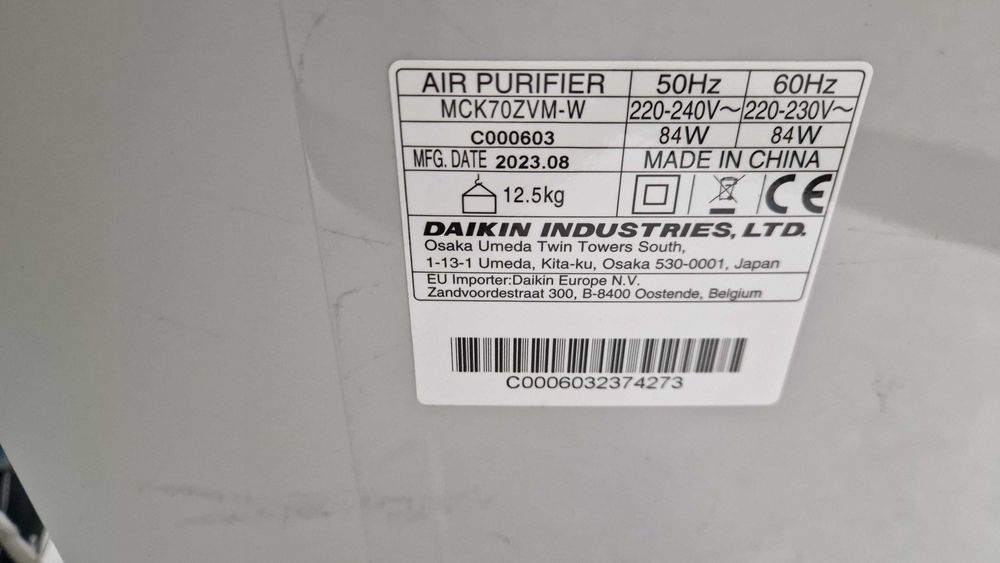 AIR PURIFIER 50Hz 60Hz
MCK70ZVM-W 220-240V～ 220-230V～
C000603 84W 84W
MFG. DATE 2023.08 MADE IN CHINA
12.5kg CE
DAIKIN INDUSTRIES, LTD.
Osaka Umeda Twin Towers South,
1-13-1 Umeda, Kita-ku, Osaka 530-0001, Japan
EU Importer:Daikin Europe N.V.
Zandvoordestraat 300, B-8400 Oostende, Belgium
C0006032374273